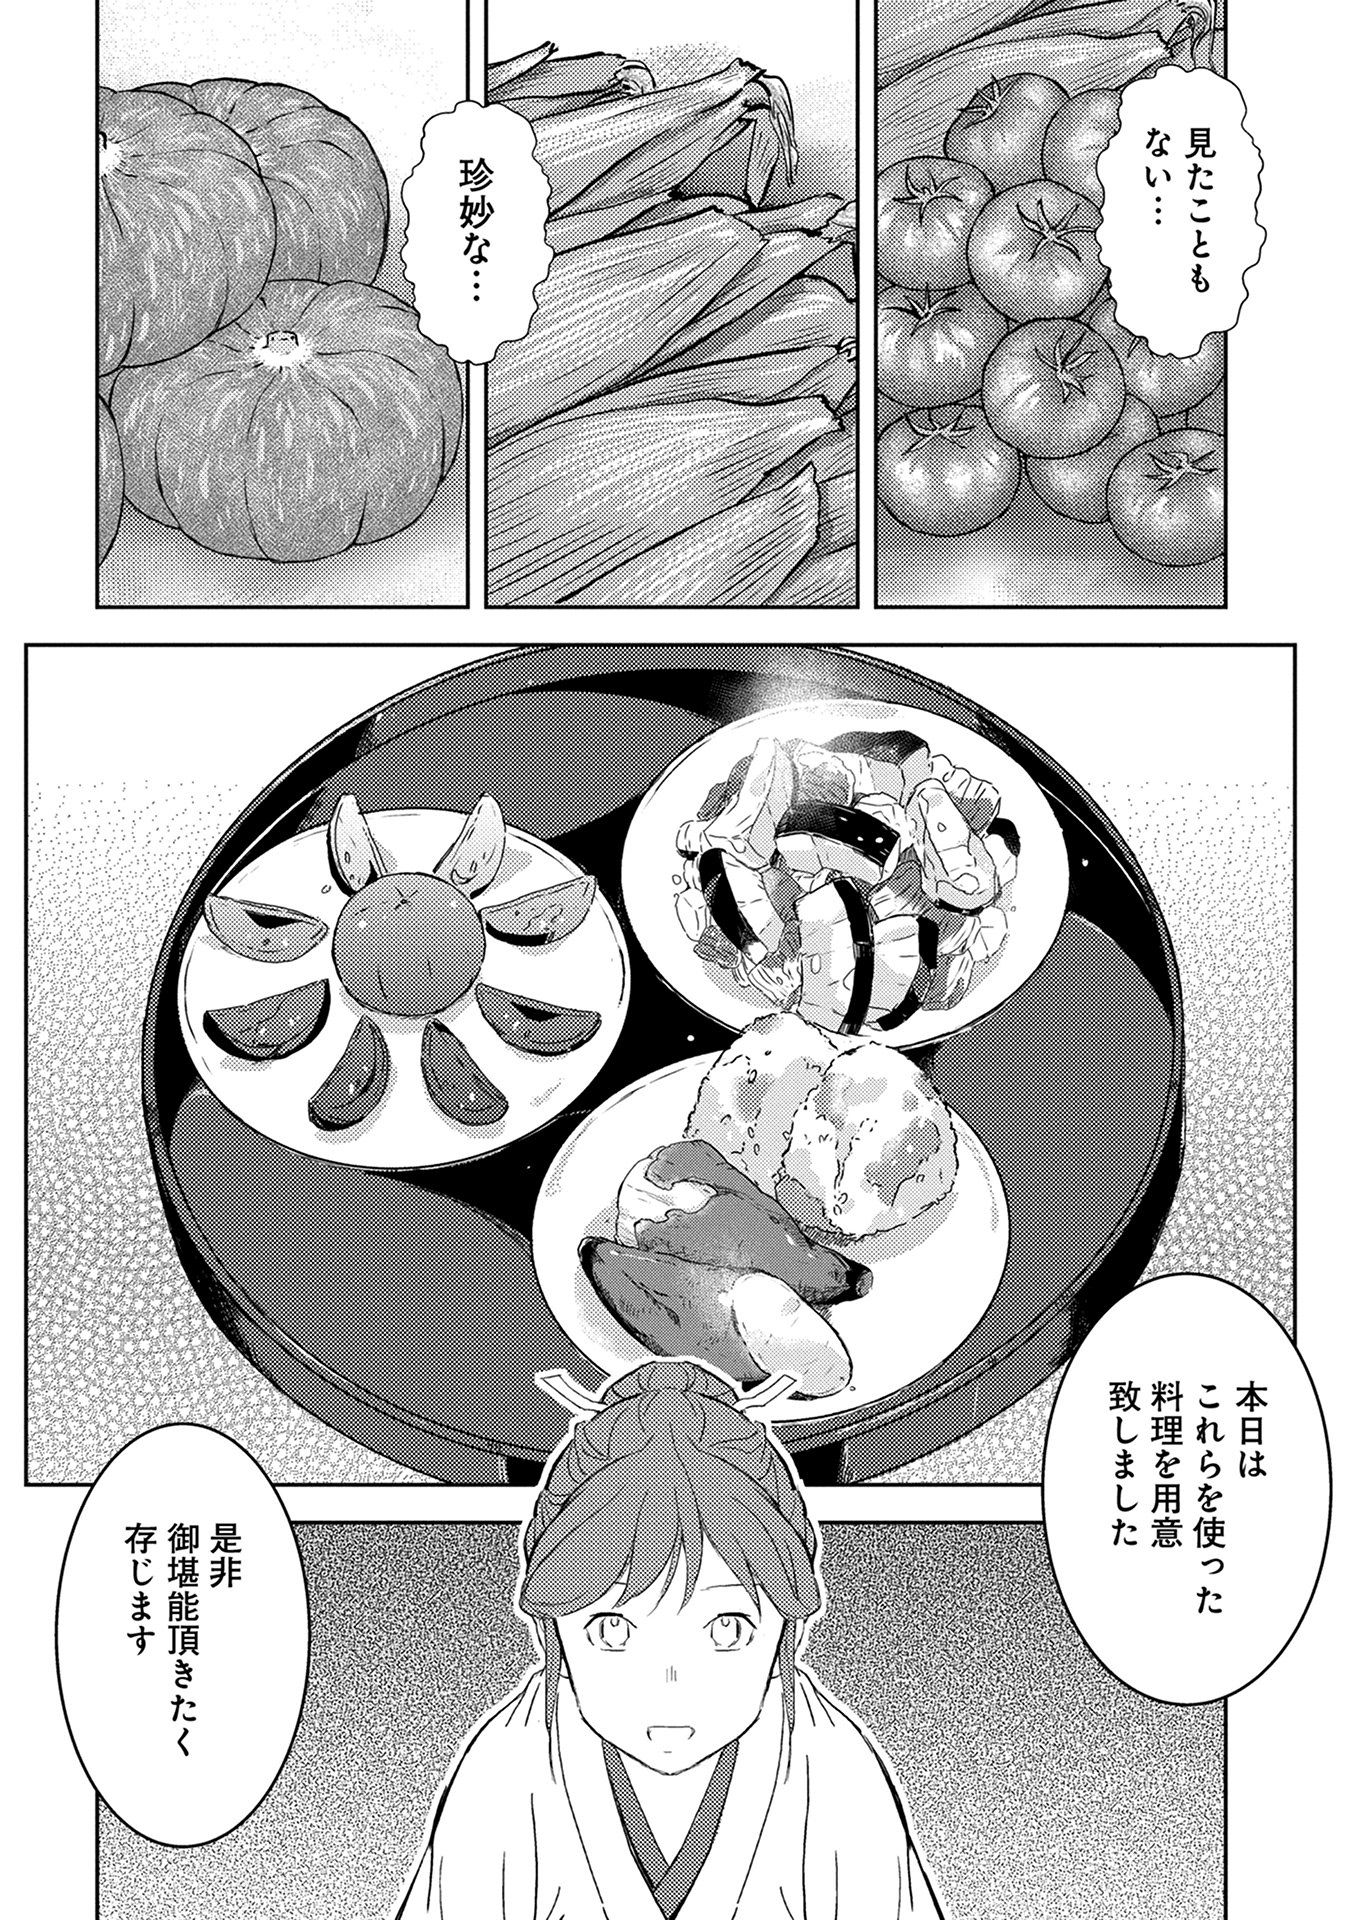 見たことも
ない…
珍妙な…
本日は
これらを使った
料理を用意
致しました
是非
御堪能頂きたく
存じます